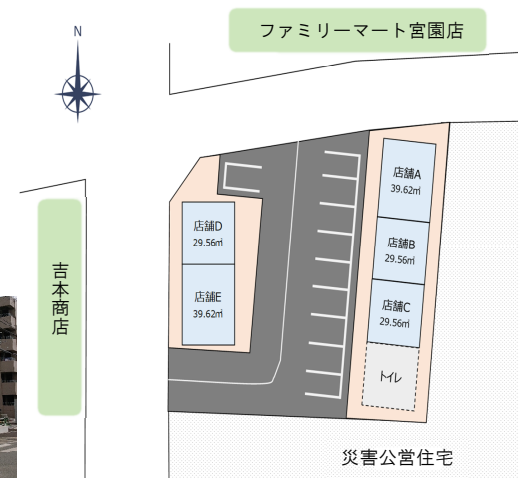 ファミリーマート宮園店
N
店舗A
39.62㎡
店舗D
29.56㎡
店舗B
29.56㎡
吉本商店
店舗E
39.62㎡
店舗C
29.56㎡
トイレ
災害公営住宅